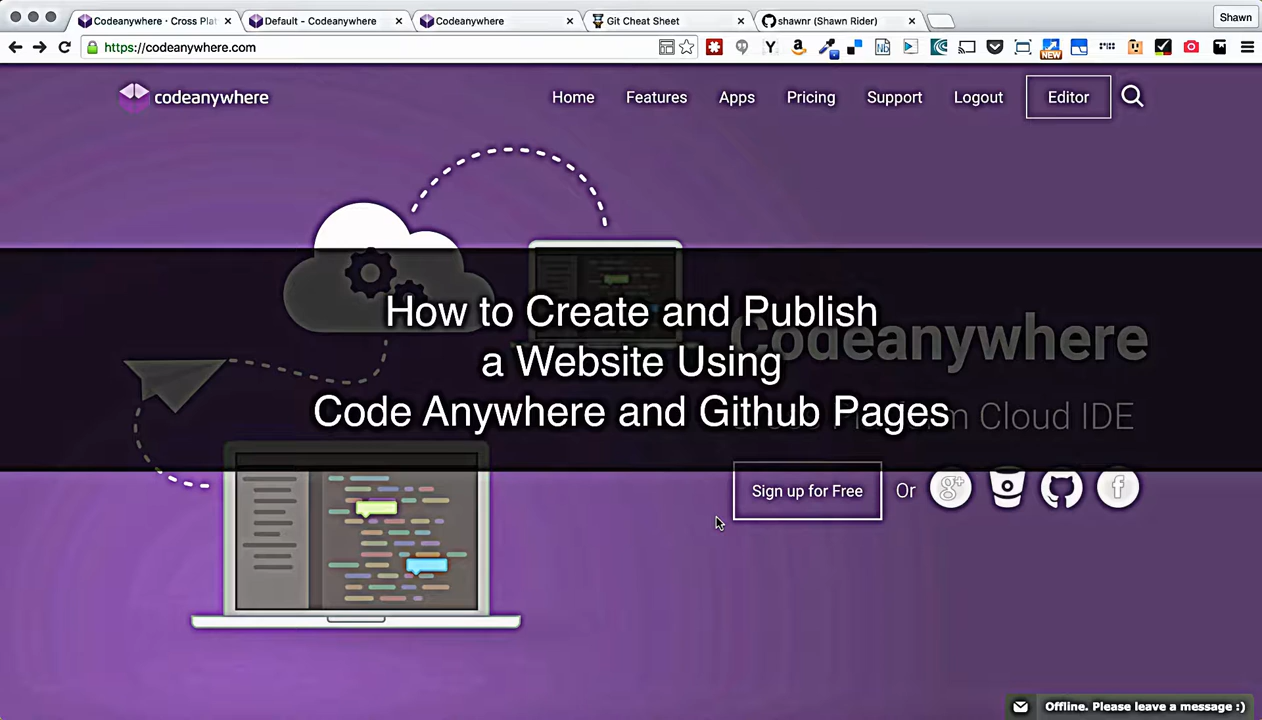 Codeanywhere · Cross Plat
Default - Codeanywhere
Codeanywhere
Git Cheat Sheet
shawnr (Shawn Rider)
Shawn
https://codeanywhere.com
Y
a
Nb
NEW
codeanywhere
Home
Features
Apps
Pricing
Support
Logout
Editor
How to Create and Publish
a Website Using
Code Anywhere and Github Pages
Codeanywhere
Cloud IDE
Sign up for Free
Or
g+
f
Offline. Please leave a message :)